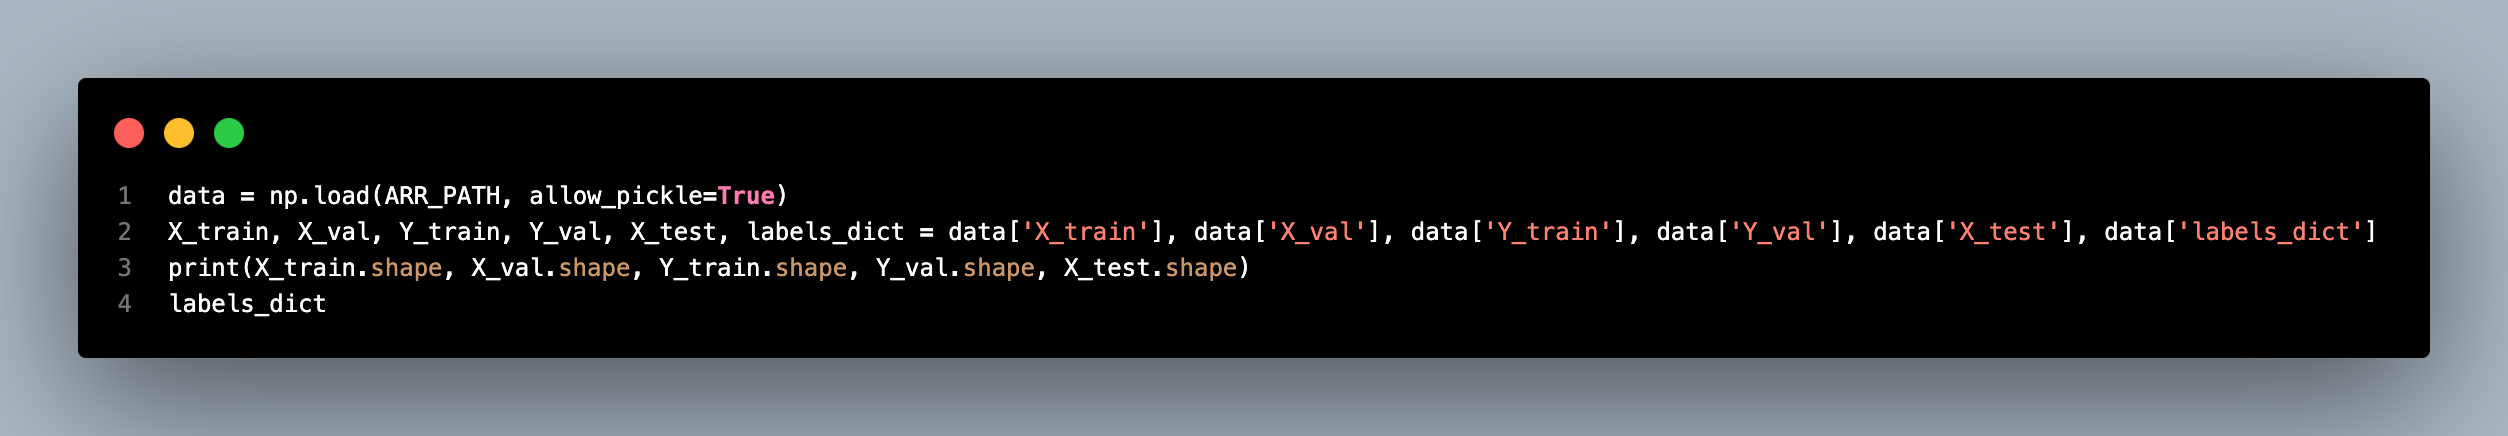 1 data = np.load(ARR_PATH, allow_pickle=True)
2 X_train, X_val, Y_train, Y_val, X_test, labels_dict = data['X_train'], data['X_val'], data['Y_train'], data['Y_val'], data['X_test'], data['labels_dict']
3 print(X_train.shape, X_val.shape, Y_train.shape, Y_val.shape, X_test.shape)
4 labels_dict